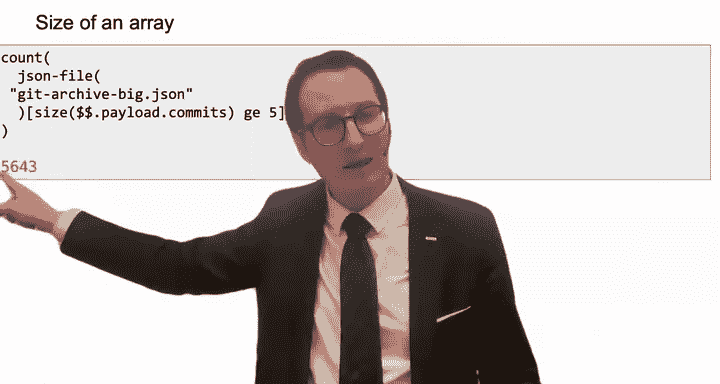 Size of an array
count(
json-file(
"git-archive-big.json"
)[size($$.payload.commits) ge 5]
)
5643